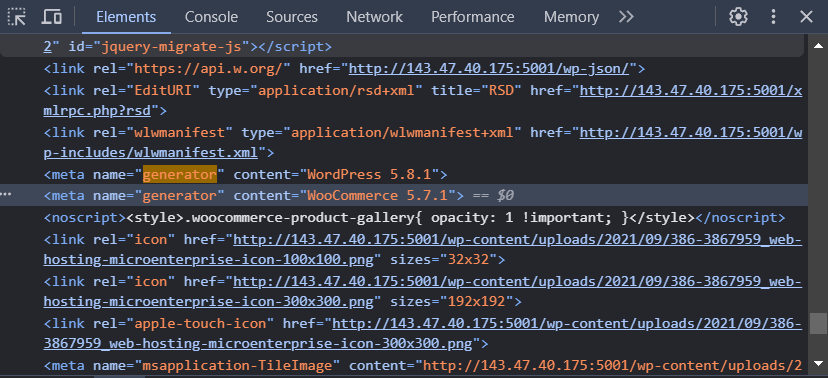 Elements Console Sources Network Performance Memory
2" id="jquery-migrate-js"></script>
<link rel="https://api.w.org/" href="http://143.47.40.175:5001/wp-json/">
<link rel="EditURI" type="application/rsd+xml" title="RSD" href="http://143.47.40.175:5001/x
mlrpc.php?rsd">
<link rel="wlwmanifest" type="application/wlwmanifest+xml" href="http://143.47.40.175:5001/w
p-includes/wlwmanifest.xml">
<meta name="generator" content="WordPress 5.8.1">
<meta name="generator" content="WooCommerce 5.7.1"> == $0
<noscript><style>.woocommerce-product-gallery{ opacity: 1 !important; }</style></noscript>
<link rel="icon" href="http://143.47.40.175:5001/wp-content/uploads/2021/09/386-3867959_web-
hosting-microenterprise-icon-100x100.png" sizes="32x32">
<link rel="icon" href="http://143.47.40.175:5001/wp-content/uploads/2021/09/386-3867959_web-
hosting-microenterprise-icon-300x300.png" sizes="192x192">
<link rel="apple-touch-icon" href="http://143.47.40.175:5001/wp-content/uploads/2021/09/386-
3867959_web-hosting-microenterprise-icon-300x300.png">
<meta name="msapplication-TileImage" content="http://143.47.40.175:5001/wp-content/uploads/2